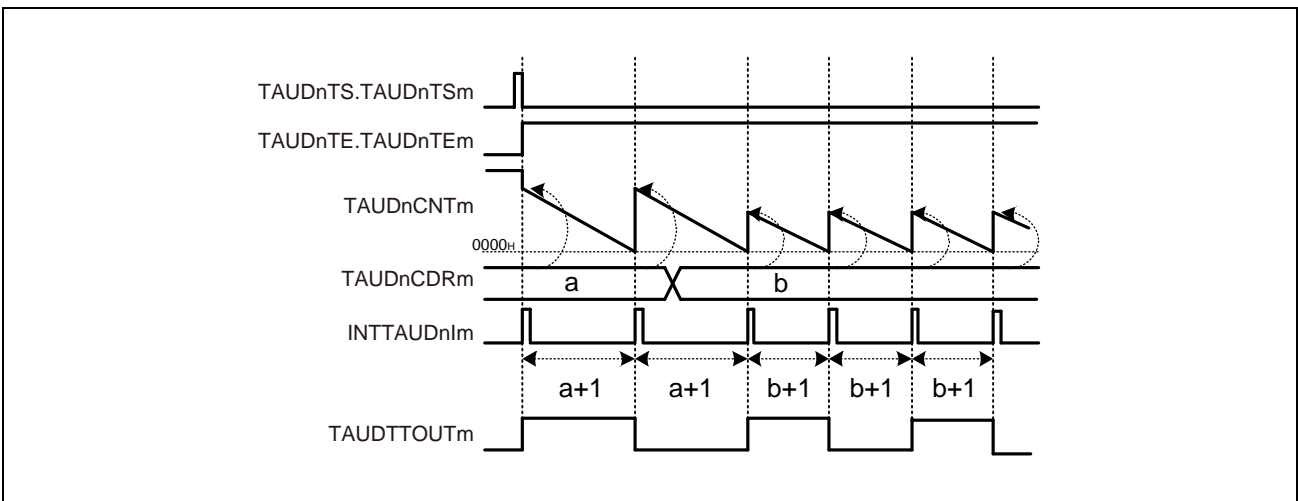 TAUDnTS.TAUDnTSm
TAUDnTE.TAUDnTEm
TAUDnCNTm
0000H
TAUDnCDRm
a
b
INTTAUDnIm
a+1 a+1 b+1 b+1 b+1
TAUDTTOUTm